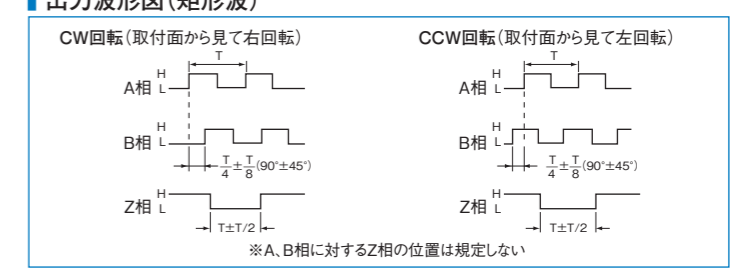 出力波形図（矩形波）
CW回転（取付面から見て右回転）
T
A相 H L
B相 H L
T/4±T/8(90°±45°)
Z相 H L
T±T/2
CCW回転（取付面から見て左回転）
T
A相 H L
B相 H L
T/4±T/8(90°±45°)
Z相 H L
T±T/2
※A、B相に対するZ相の位置は規定しない